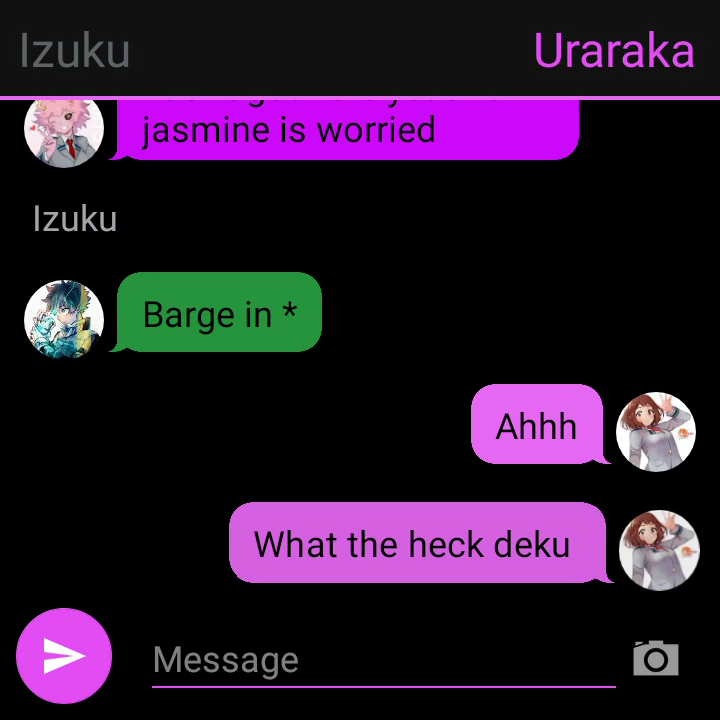 Izuku
Uraraka
jasmine is worried
Izuku
Barge in *
Ahhh
What the heck deku
Message